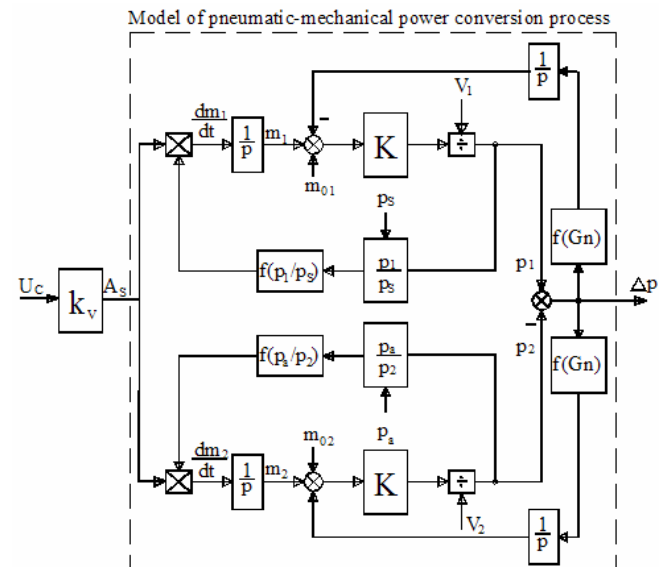 Model of pneumatic-mechanical power conversion process
1
p
V₁
dm₁
dt
1
p
m₁
−
K
÷
m₀₁
pₛ
f(Gn)
f(p₁/pₛ)
p₁
pₛ
p₁
U_C
kᵥ
Aₛ
Δp
−
p₂
f(pₐ/p₂)
pₐ
p₂
f(Gn)
pₐ
m₀₂
dm₂
dt
1
p
m₂
K
÷
V₂
1
p